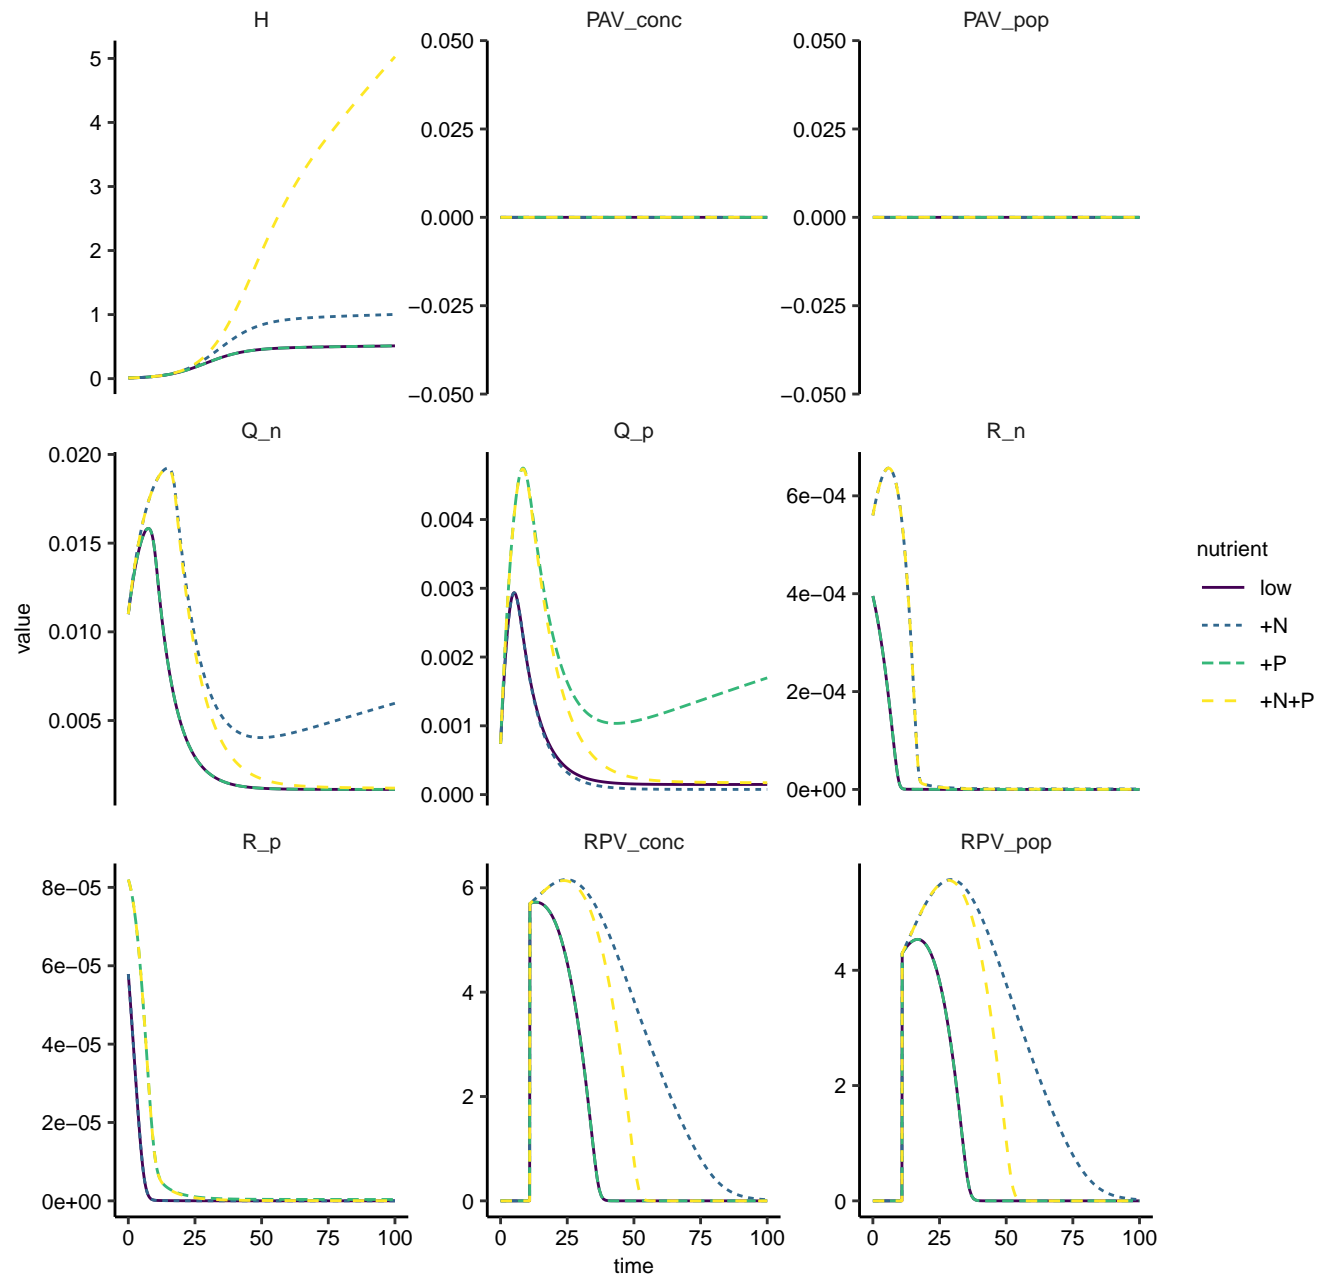 H
PAV_conc
PAV_pop
5
4
3
2
1
0
0.050
0.025
0.000
−0.025
−0.050
0.050
0.025
0.000
−0.025
−0.050
Q_n
Q_p
R_n
0.020
0.015
0.010
0.005
0.004
0.003
0.002
0.001
0.000
6e−04
4e−04
2e−04
0e+00
R_p
RPV_conc
RPV_pop
8e−05
6e−05
4e−05
2e−05
0e+00
6
4
2
0
4
2
0
0 25 50 75 100
0 25 50 75 100
0 25 50 75 100
time
value
nutrient
low
+N
+P
+N+P